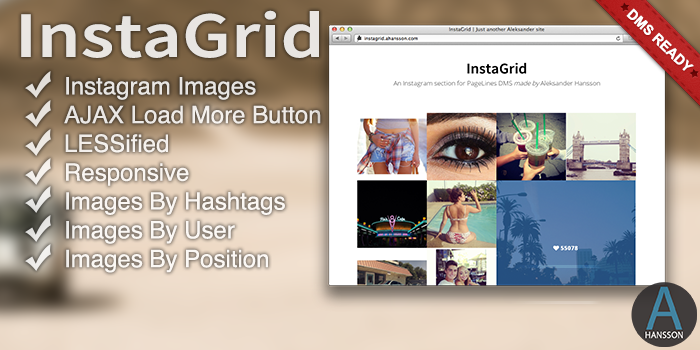 InstaGrid
Instagram Images
AJAX Load More Button
LESSified
Responsive
Images By Hashtags
Images By User
Images By Position
InstaGrid | Just another Aleksander site
instagrid.ahansson.com
InstaGrid
An Instagram section for PageLines DMS made by Aleksander Hansson
55078
DMS READY
A
HANSSON